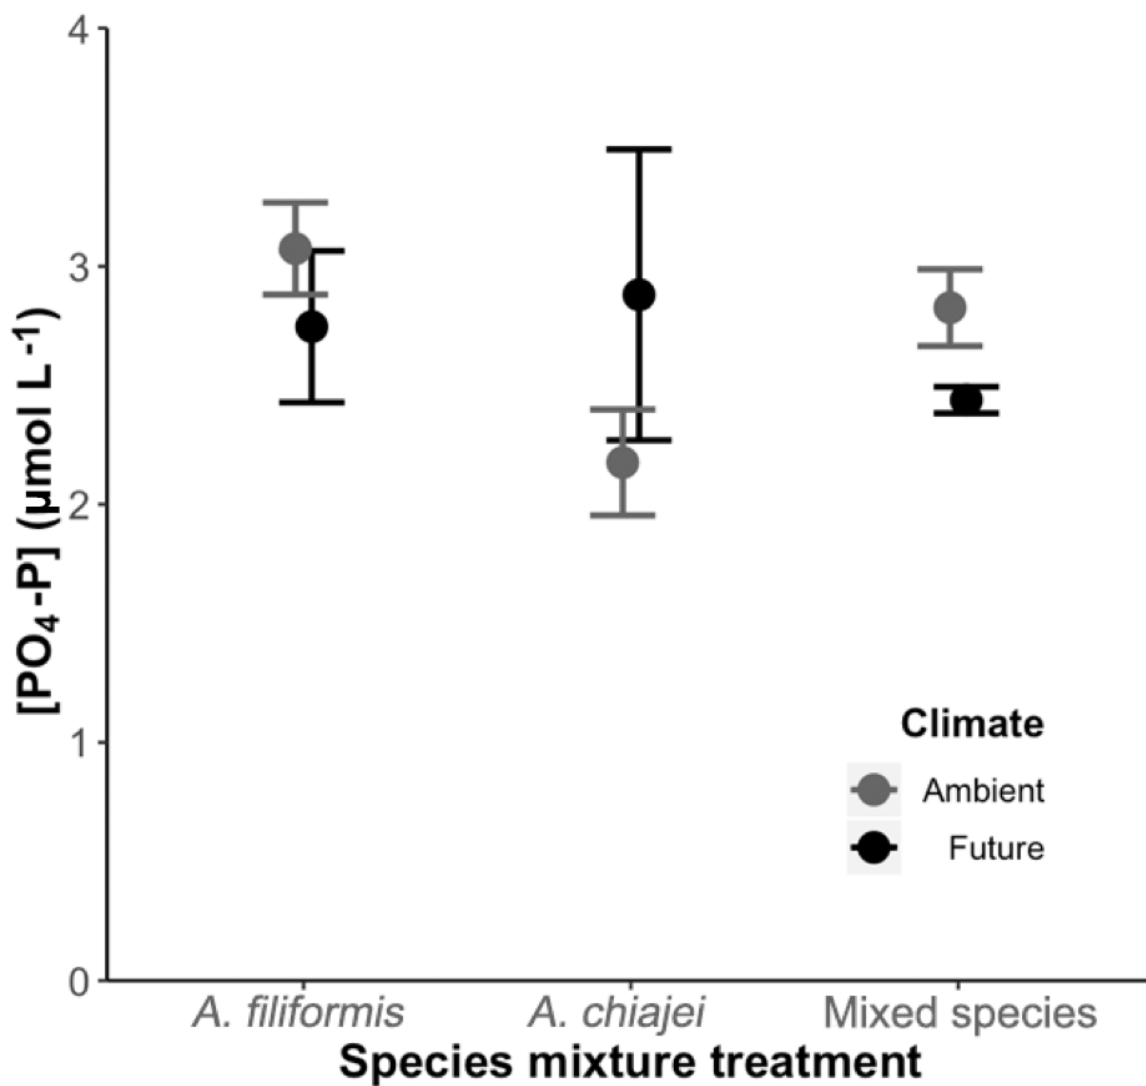 4
3
2
1
0
[PO₄-P] (µmol L⁻¹)
Climate
Ambient
Future
A. filiformis A. chiajei Mixed species
Species mixture treatment